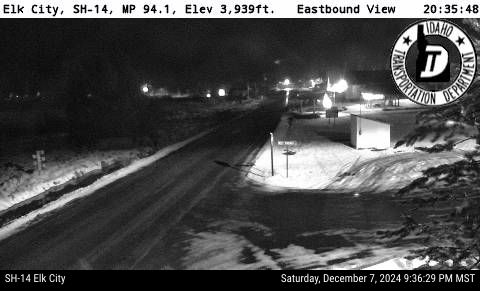 Elk City, SH-14, MP 94.1, Elev 3,939ft. Eastbound View 20:35:48
IDAHO
TRANSPORTATION DEPARTMENT
SH-14 Elk City Saturday, December 7, 2024 9:36:29 PM MST